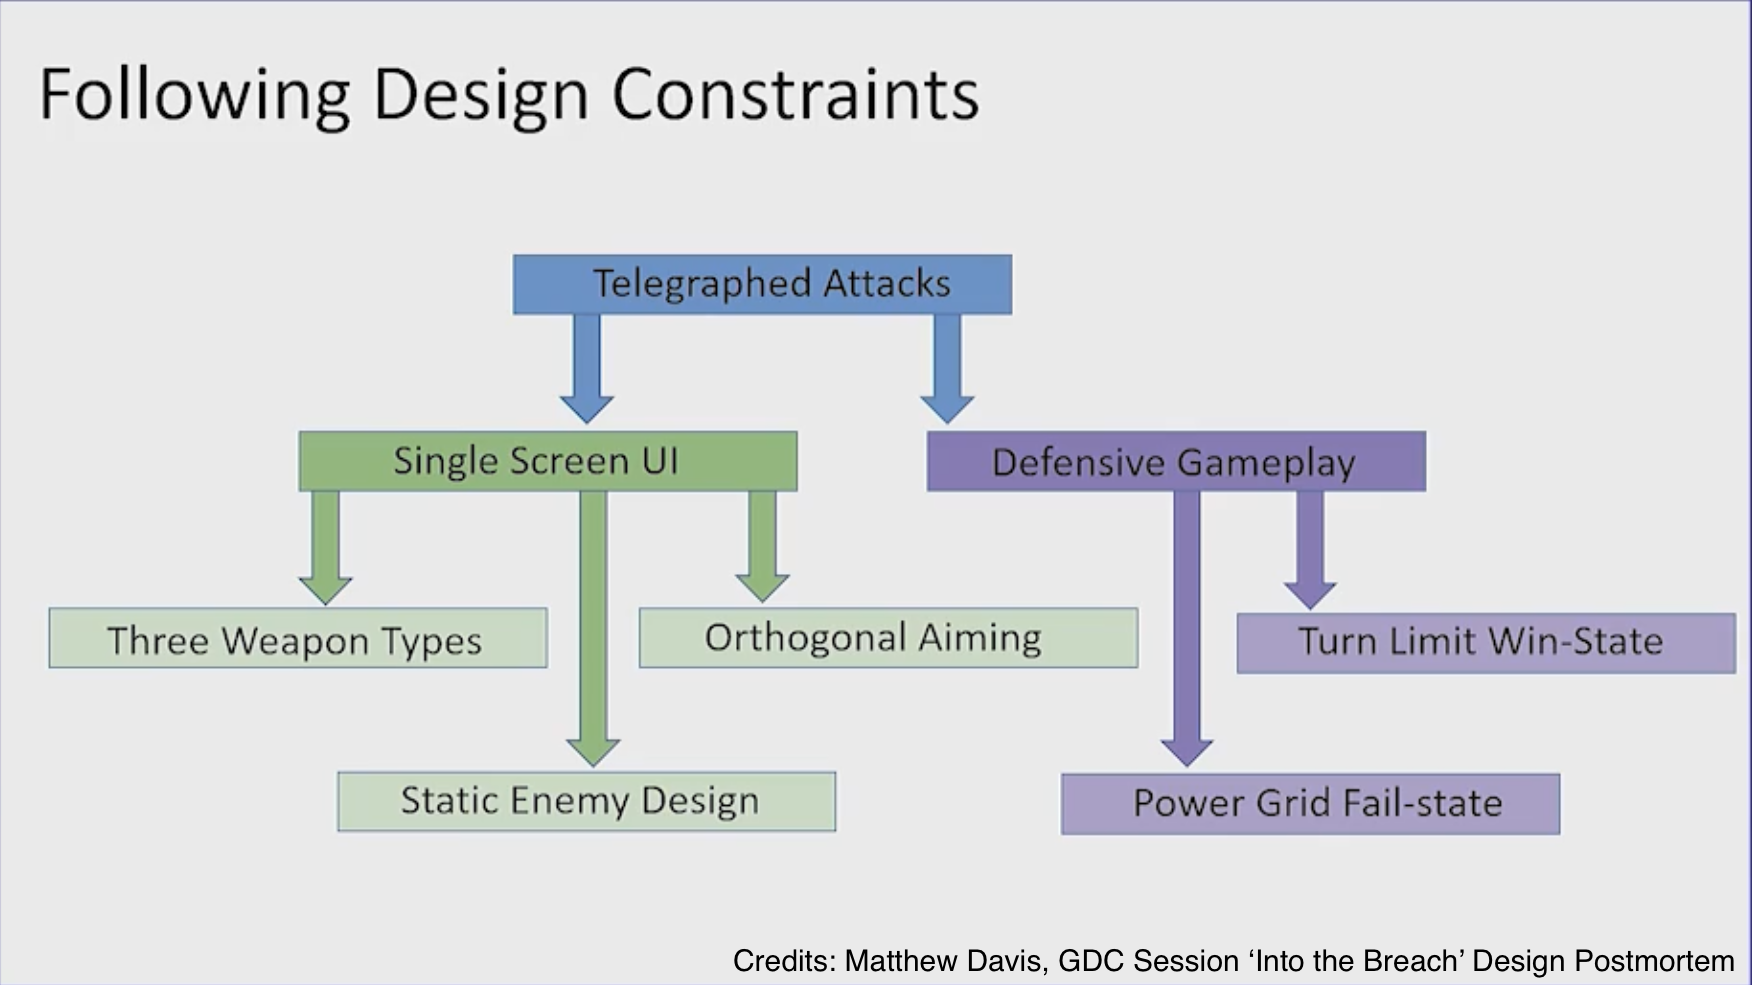 Following Design Constraints
Telegraphed Attacks
Single Screen UI
Defensive Gameplay
Three Weapon Types
Orthogonal Aiming
Turn Limit Win-State
Static Enemy Design
Power Grid Fail-state
Credits: Matthew Davis, GDC Session ‘Into the Breach’ Design Postmortem